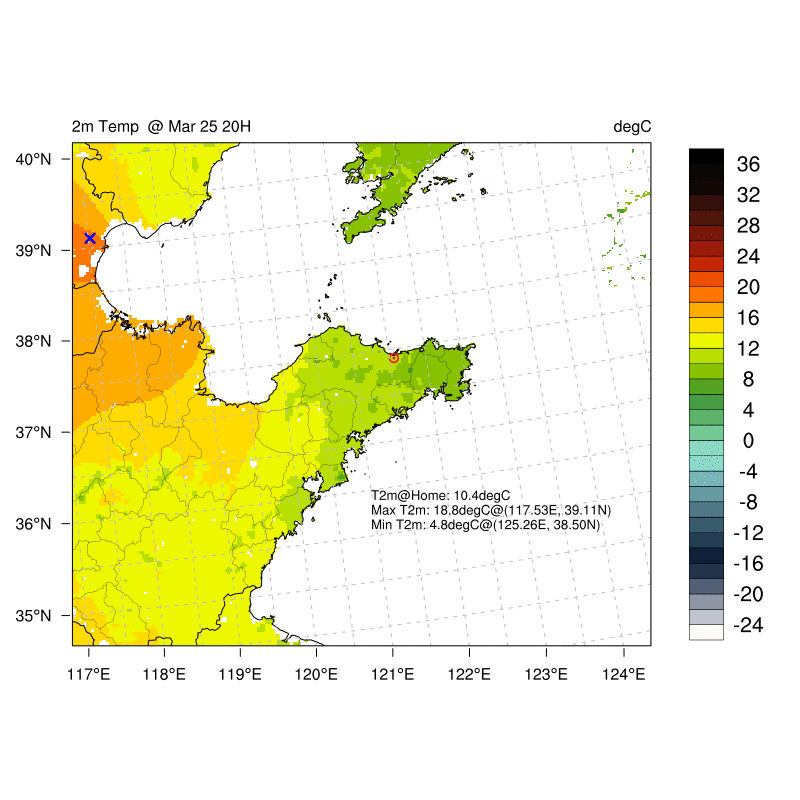 2m Temp @ Mar 25 20H
degC
40°N
39°N
38°N
37°N
36°N
35°N
117°E
118°E
119°E
120°E
121°E
122°E
123°E
124°E
T2m@Home: 10.4degC
Max T2m: 18.8degC@(117.53E, 39.11N)
Min T2m: 4.8degC@(125.26E, 38.50N)
36
32
28
24
20
16
12
8
4
0
-4
-8
-12
-16
-20
-24